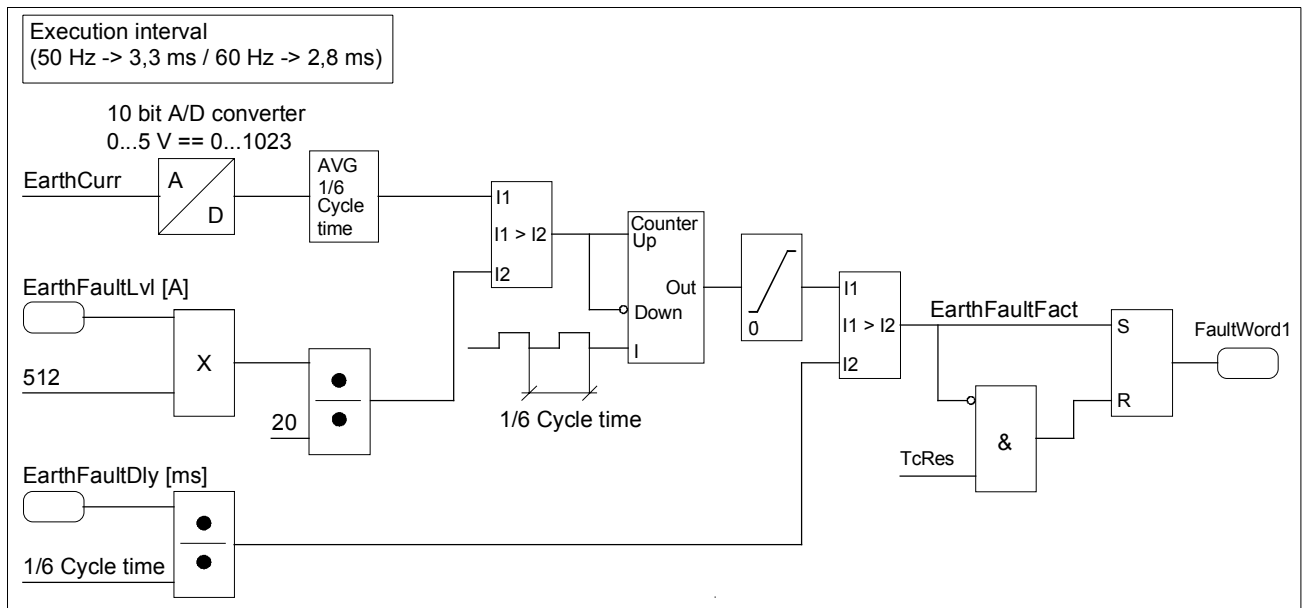 Execution interval
(50 Hz -> 3,3 ms / 60 Hz -> 2,8 ms)
10 bit A/D converter
0...5 V == 0...1023
EarthCurr
A
D
AVG
1/6
Cycle
time
I1
I1 > I2
I2
Counter
Up
Out
Down
I
0
I1
I1 > I2
I2
EarthFaultFact
S
R
FaultWord1
EarthFaultLvl [A]
X
512
20
1/6 Cycle time
&
TcRes
EarthFaultDly [ms]
1/6 Cycle time